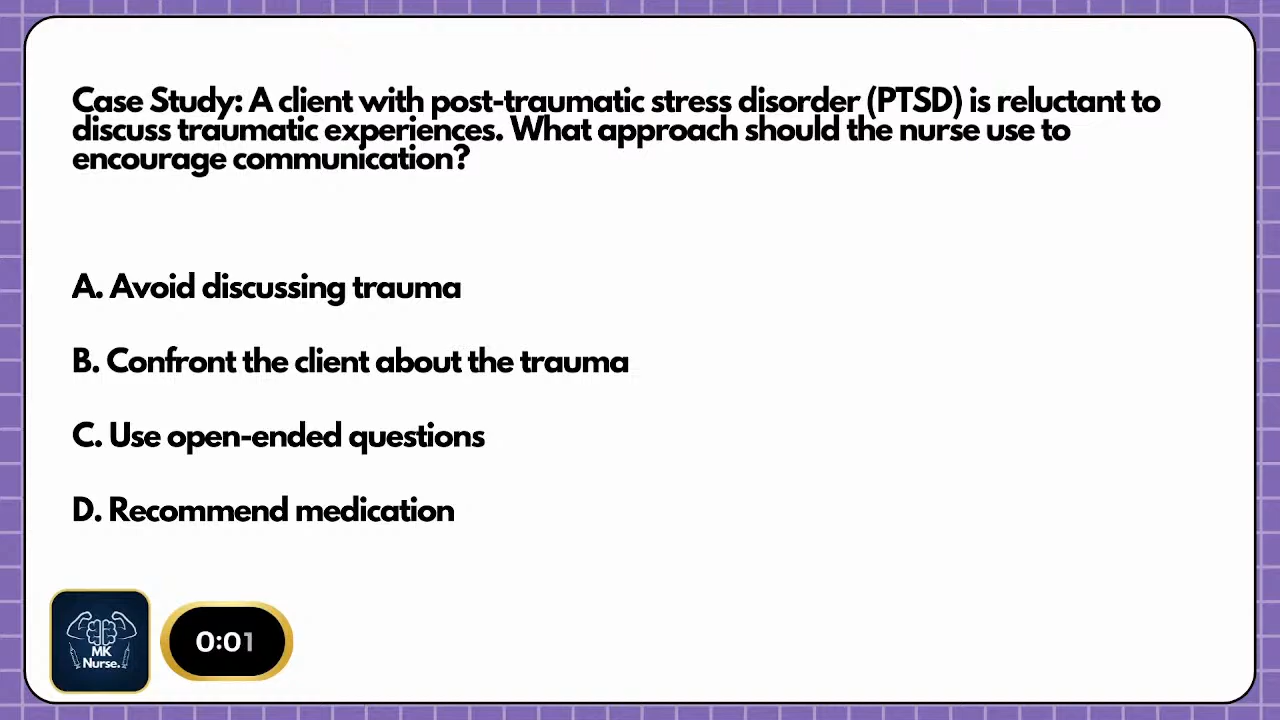 Case Study: A client with post-traumatic stress disorder (PTSD) is reluctant to
discuss traumatic experiences. What approach should the nurse use to
encourage communication?
A. Avoid discussing trauma
B. Confront the client about the trauma
C. Use open-ended questions
D. Recommend medication
MK
Nurse.
0:01